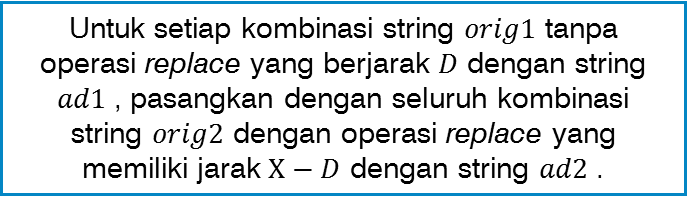 Untuk setiap kombinasi string orig1 tanpa
operasi replace yang berjarak D dengan string
ad1 , pasangkan dengan seluruh kombinasi
string orig2 dengan operasi replace yang
memiliki jarak X − D dengan string ad2 .